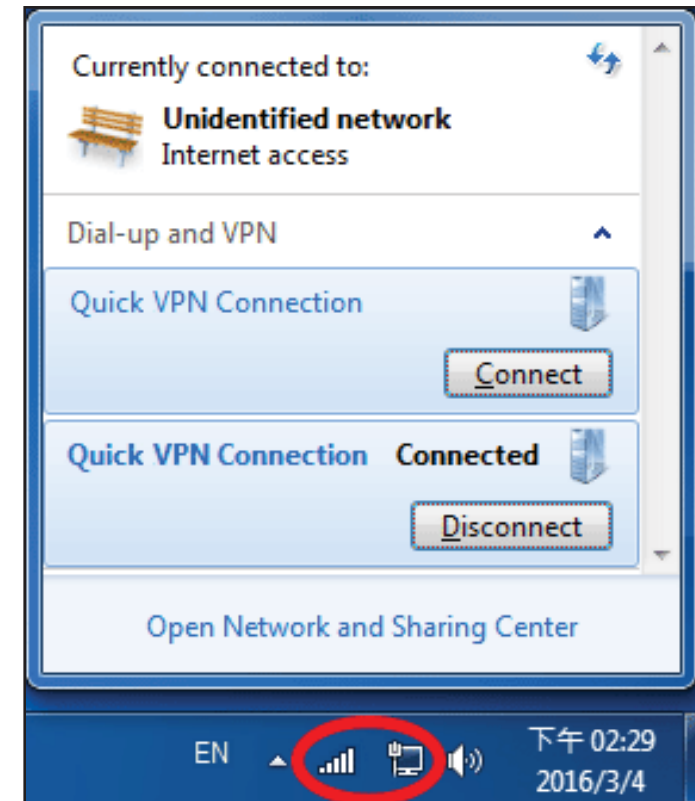 Currently connected to:
Unidentified network
Internet access
Dial-up and VPN
Quick VPN Connection
Connect
Quick VPN Connection Connected
Disconnect
Open Network and Sharing Center
EN 下午 02:29
2016/3/4